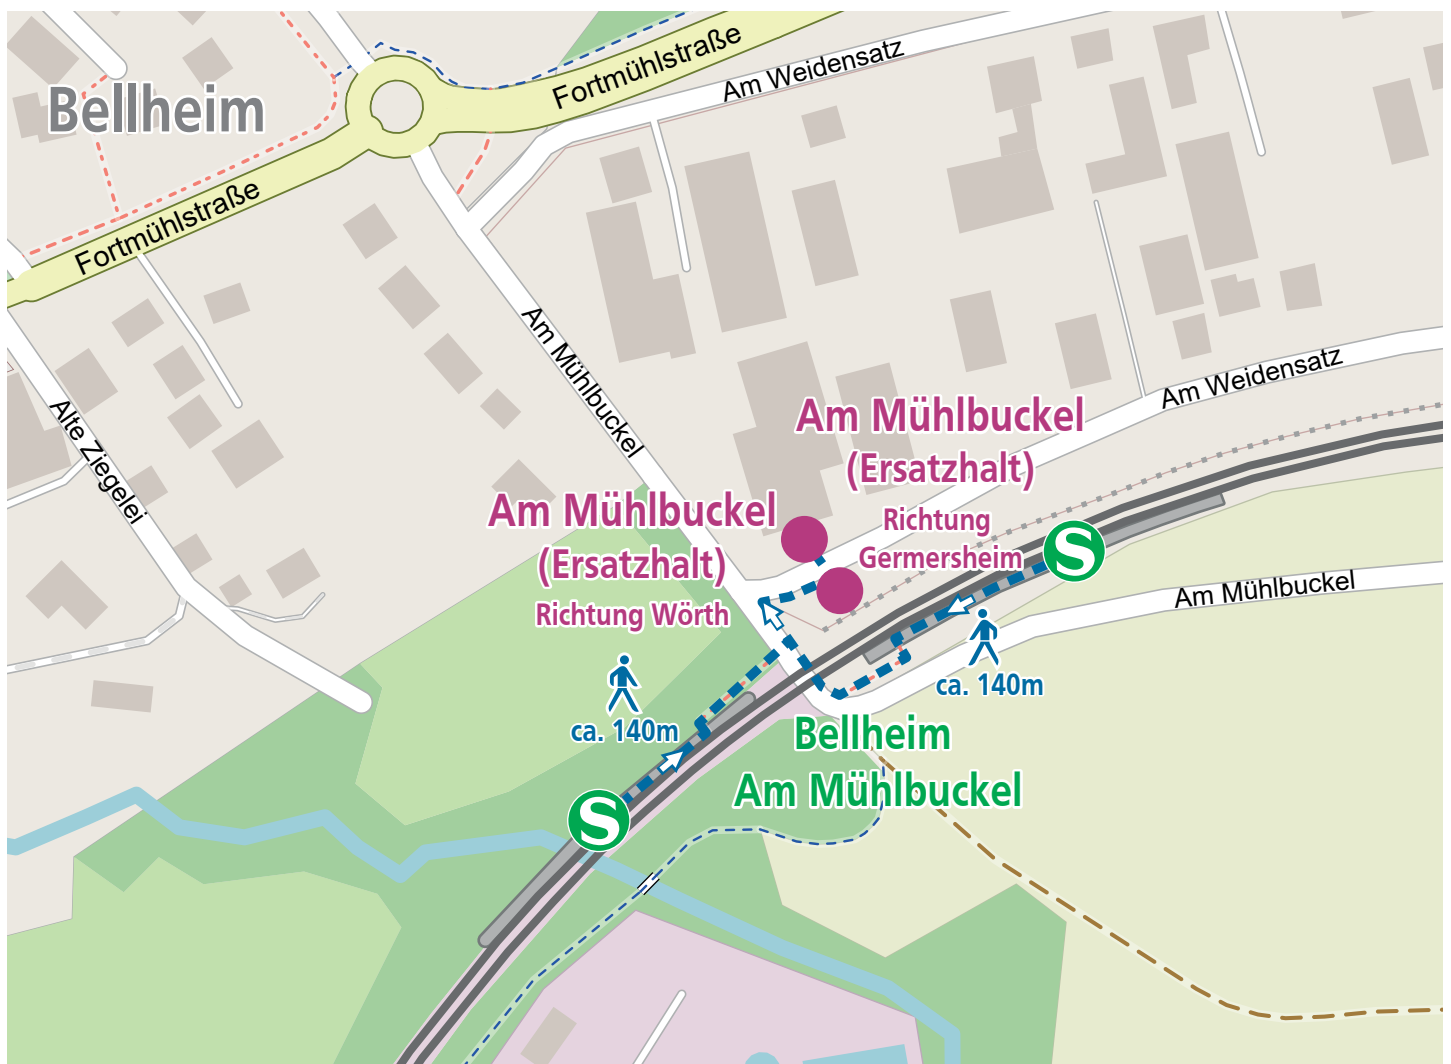 Bellheim
Fortmühlstraße
Am Weidensatz
Fortmühlstraße
Am Mühlbuckel
Am Weidensatz
Alte Ziegelei
Am Mühlbuckel
(Ersatzhalt)
Richtung
Germersheim
Am Mühlbuckel
(Ersatzhalt)
Richtung Wörth
S
Am Mühlbuckel
ca. 140m
ca. 140m
Bellheim
Am Mühlbuckel
S